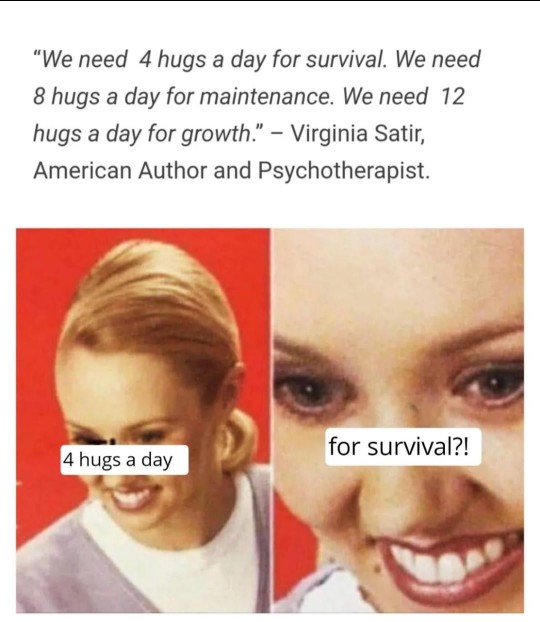 “We need 4 hugs a day for survival. We need
8 hugs a day for maintenance. We need 12
hugs a day for growth.” – Virginia Satir,
American Author and Psychotherapist.
4 hugs a day
for survival?!